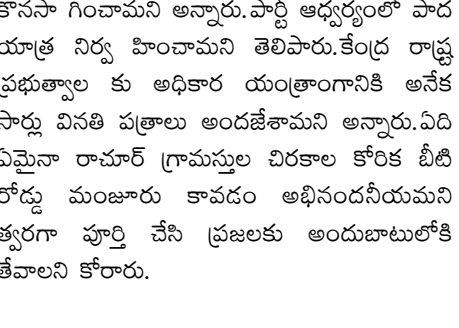 కొనసా గించామని అన్నారు.పార్టీ ఆధ్వర్యంలో పాద
యాత్ర నిర్వ హించామని తెలిపారు.కేంద్ర రాష్ట్ర
ప్రభుత్వాల కు అధికార యంత్రాంగానికి అనేక
సార్లు వినతి పత్రాలు అందజేశామని అన్నారు.ఏది
ఏమైనా రాచూర్ గ్రామస్తుల చిరకాల కోరిక బీటి
రోడ్డు మంజూరు కావడం అభినందనీయమని
త్వరగా పూర్తి చేసి ప్రజలకు అందుబాటులోకి
తేవాలని కోరారు.